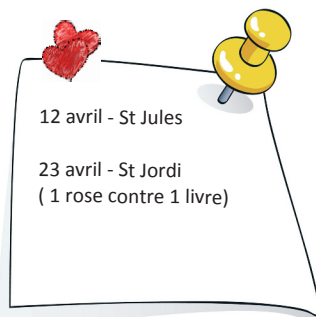 12 avril - St Jules
23 avril - St Jordi
( 1 rose contre 1 livre)